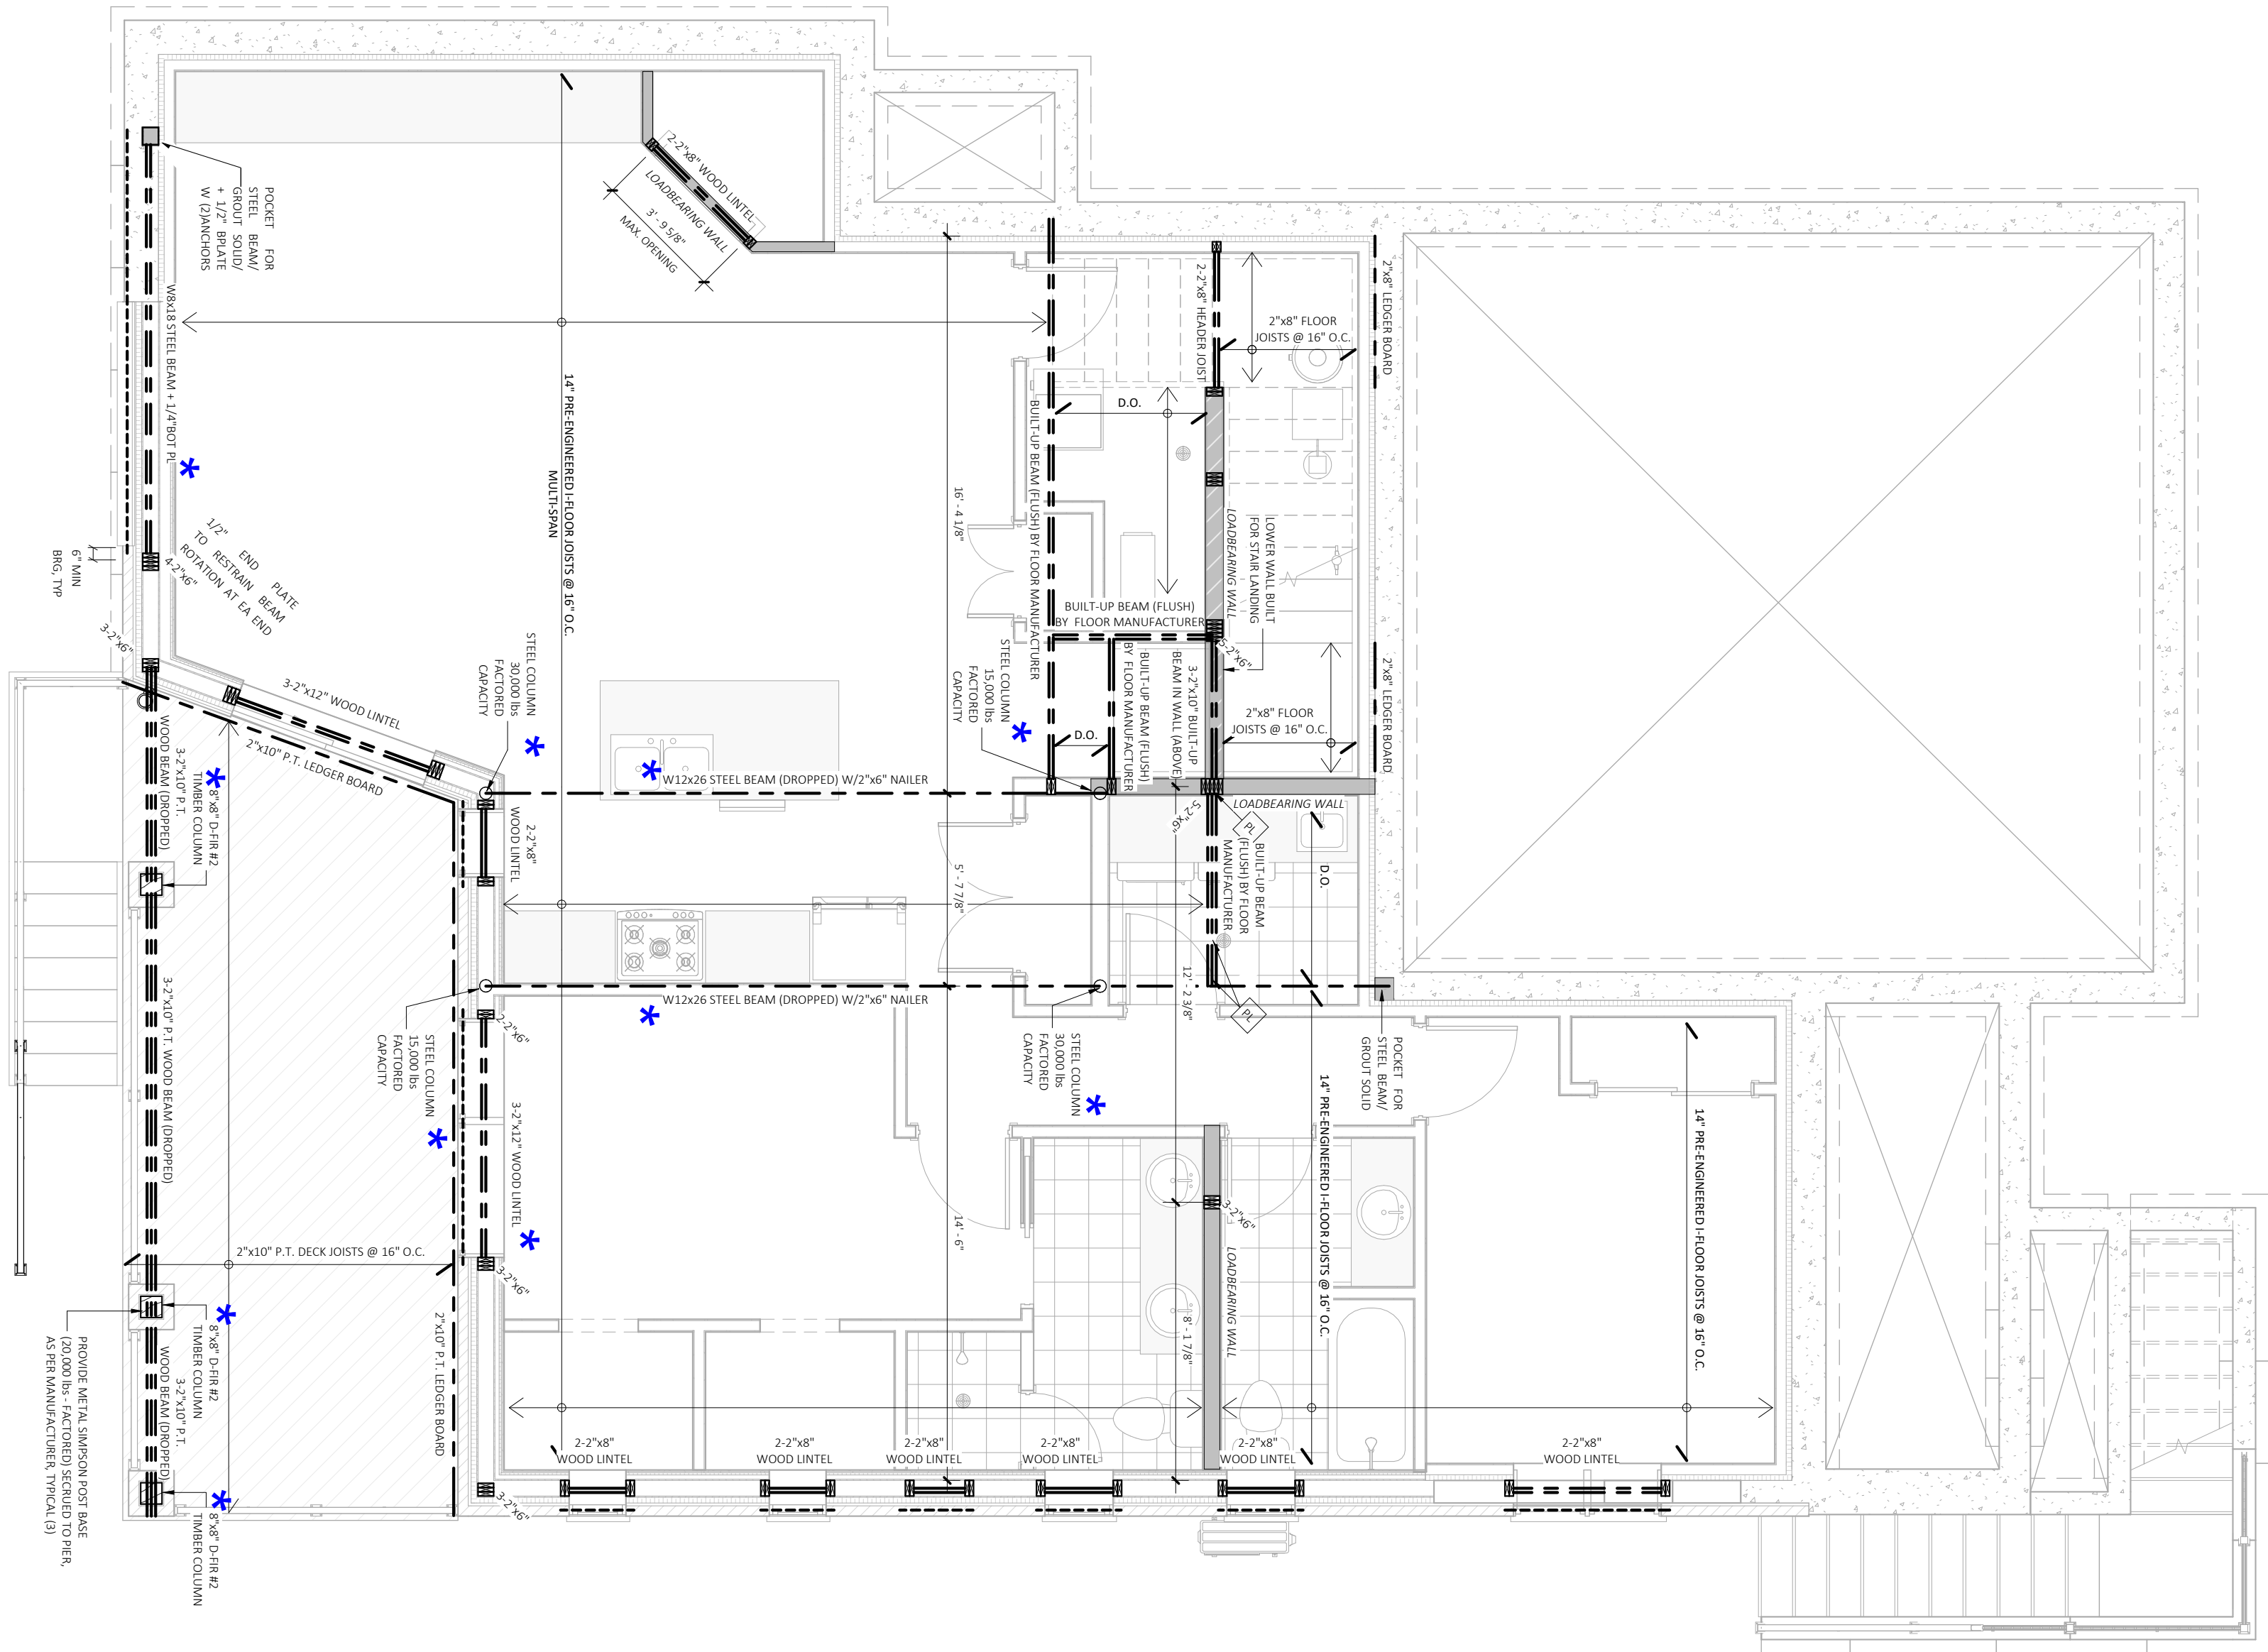 2-2"x8" WOOD LINTEL
LOADBEARING WALL
3' - 9 5/8"
MAX. OPENING
POCKET FOR
STEEL BEAM/
GROUT SOLID/
+ 1/2" BPLATE
W (2)ANCHORS
W8x18 STEEL BEAM + 1/4"BOT PL
*
1/2" END PLATE
TO RESTRAIN BEAM
ROTATION AT EA END
4-2"x6"
6" MIN
BRG, TYP
3-2"x6"
3-2"x12" WOOD LINTEL
2"x10" P.T. LEDGER BOARD
14" PRE-ENGINEERED I-FLOOR JOISTS @ 16" O.C.
MULTI-SPAN
16' - 4 1/8"
BUILT-UP BEAM (FLUSH) BY FLOOR MANUFACTURER
2-2"x8" HEADER JOIST
2"x8" FLOOR
JOISTS @ 16" O.C.
2"x8" LEDGER BOARD
D.O.
LOADBEARING WALL
LOWER WALL BUILT
FOR STAIR LANDING
BUILT-UP BEAM (FLUSH)
BY FLOOR MANUFACTURER
5-2"x6"
BUILT-UP BEAM (FLUSH)
BY FLOOR MANUFACTURER
3-2"x10" BUILT-UP
BEAM IN WALL (ABOVE)
2"x8" FLOOR
JOISTS @ 16" O.C.
2"x8" LEDGER BOARD
D.O.
STEEL COLUMN
30,000 lbs
FACTORED
CAPACITY
*
STEEL COLUMN
15,000 lbs
FACTORED
CAPACITY
*
*
W12x26 STEEL BEAM (DROPPED) W/2"x6" NAILER
5-2"x6"
LOADBEARING WALL
PL
BUILT-UP BEAM
(FLUSH) BY FLOOR
MANUFACTURER
D.O.
2-2"x8"
WOOD LINTEL
5' - 7 7/8"
12' - 2 3/8"
PL
W12x26 STEEL BEAM (DROPPED) W/2"x6" NAILER
*
3-2"x10" P.T.
WOOD BEAM (DROPPED)
*
8"x8" D-FIR #2
TIMBER COLUMN
3-2"x10" P.T. WOOD BEAM (DROPPED)
STEEL COLUMN
15,000 lbs
FACTORED
CAPACITY
*
2-2"x6"
3-2"x12" WOOD LINTEL
*
3-2"x6"
STEEL COLUMN
30,000 lbs
FACTORED
CAPACITY
*
POCKET FOR
STEEL BEAM/
GROUT SOLID
14" PRE-ENGINEERED I-FLOOR JOISTS @ 16" O.C.
14" PRE-ENGINEERED I-FLOOR JOISTS @ 16" O.C.
14' - 6"
3-2"x6"
LOADBEARING WALL
8' - 1 7/8"
2"x10" P.T. DECK JOISTS @ 16" O.C.
2"x10" P.T. LEDGER BOARD
*
8"x8" D-FIR #2
TIMBER COLUMN
3-2"x10" P.T.
WOOD BEAM (DROPPED)
PROVIDE METAL SIMPSON POST BASE
(20,000 lbs - FACTORED) SECRUED TO PIER,
AS PER MANUFACTURER, TYPICAL (3)
*
8"x8" D-FIR #2
TIMBER COLUMN
3-2"x6"
2-2"x8"
WOOD LINTEL
2-2"x8"
WOOD LINTEL
2-2"x8"
WOOD LINTEL
2-2"x8"
WOOD LINTEL
2-2"x8"
WOOD LINTEL
2-2"x8"
WOOD LINTEL